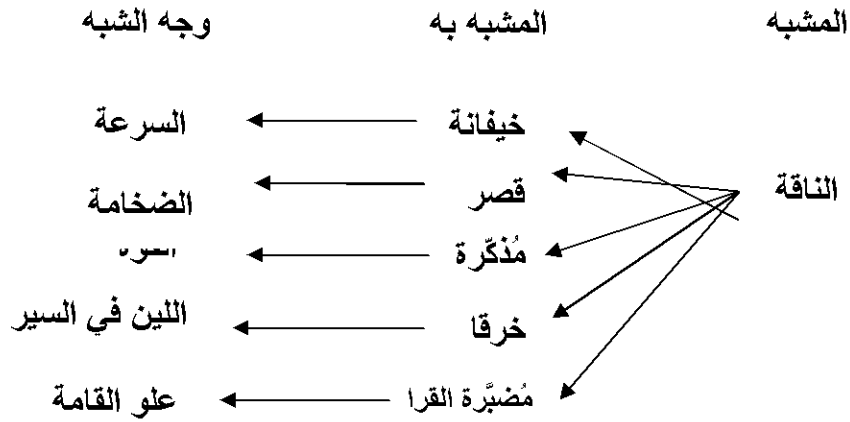 المشبه المشبه به وجه الشبه
خيفانة السرعة
الناقة قصر الضخامة
مُذكّرة
خرقا اللين في السير
مُضبَّرة القرا علو القامة